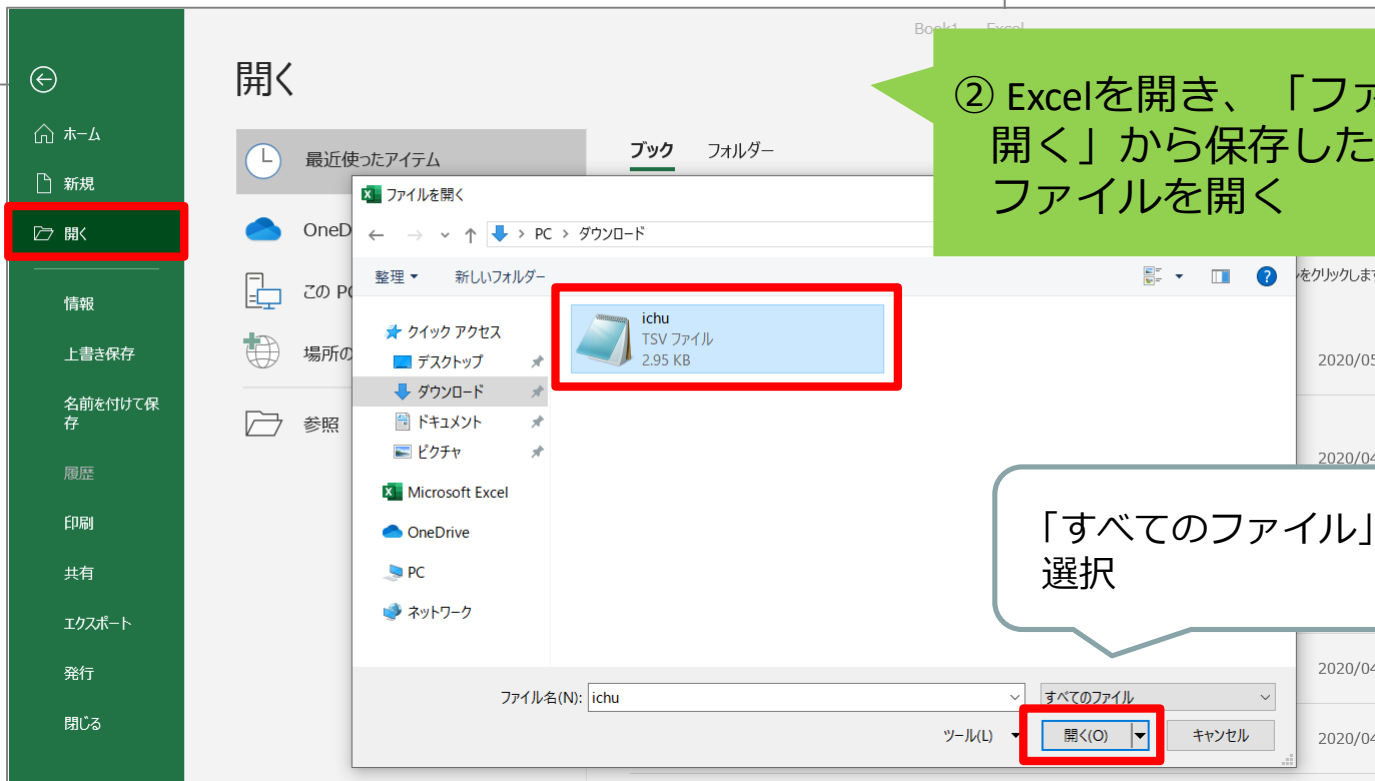 Book1 - Excel
開く
② Excelを開き、「ファ
開く」から保存した
ファイルを開く
ホーム
新規
開く
情報
上書き保存
名前を付けて保
存
履歴
印刷
共有
エクスポート
発行
閉じる
最近使ったアイテム
OneD
この PC
場所の
参照
ブック フォルダー
ファイルを開く
PC › ダウンロード
整理 新しいフォルダー
をクリックします
クイック アクセス
デスクトップ
ダウンロード
ドキュメント
ピクチャ
Microsoft Excel
OneDrive
PC
ネットワーク
ichu
TSV ファイル
2.95 KB
2020/05
2020/04
「すべてのファイル」
選択
2020/04
ファイル名(N): ichu
すべてのファイル
ツール(L) 開く(O) キャンセル
2020/04